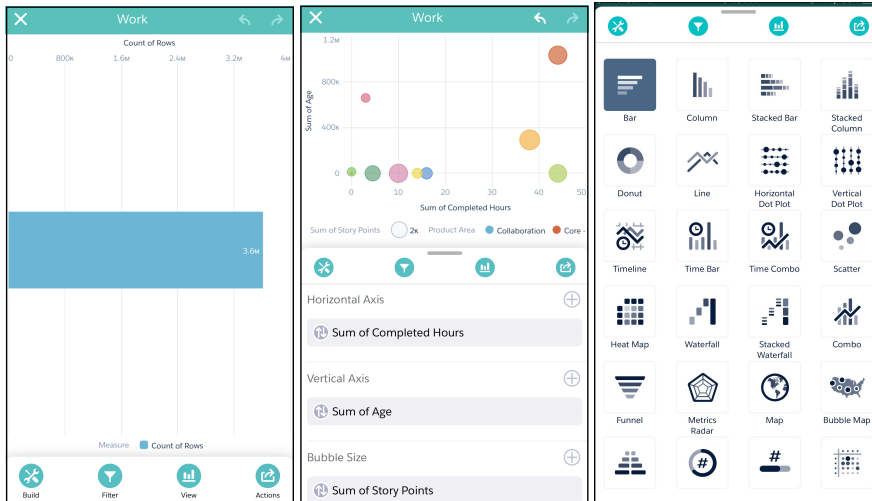 Work
Count of Rows
0 800K 1.6M 2.4M 3.2M 4M
3.6M
Measure Count of Rows
Build Filter View Actions
Work
1.2M
800K
400K
0
Sum of Age
0 10 20 30 40 50
Sum of Completed Hours
Sum of Story Points 2K Product Area Collaboration Core -
Horizontal Axis
Sum of Completed Hours
Vertical Axis
Sum of Age
Bubble Size
Sum of Story Points
Bar Column Stacked Bar Stacked
Column
Donut Line Horizontal Vertical
Dot Plot Dot Plot
Timeline Time Bar Time Combo Scatter
Heat Map Waterfall Stacked Combo
Waterfall
Funnel Metrics Map Bubble Map
Radar
# #